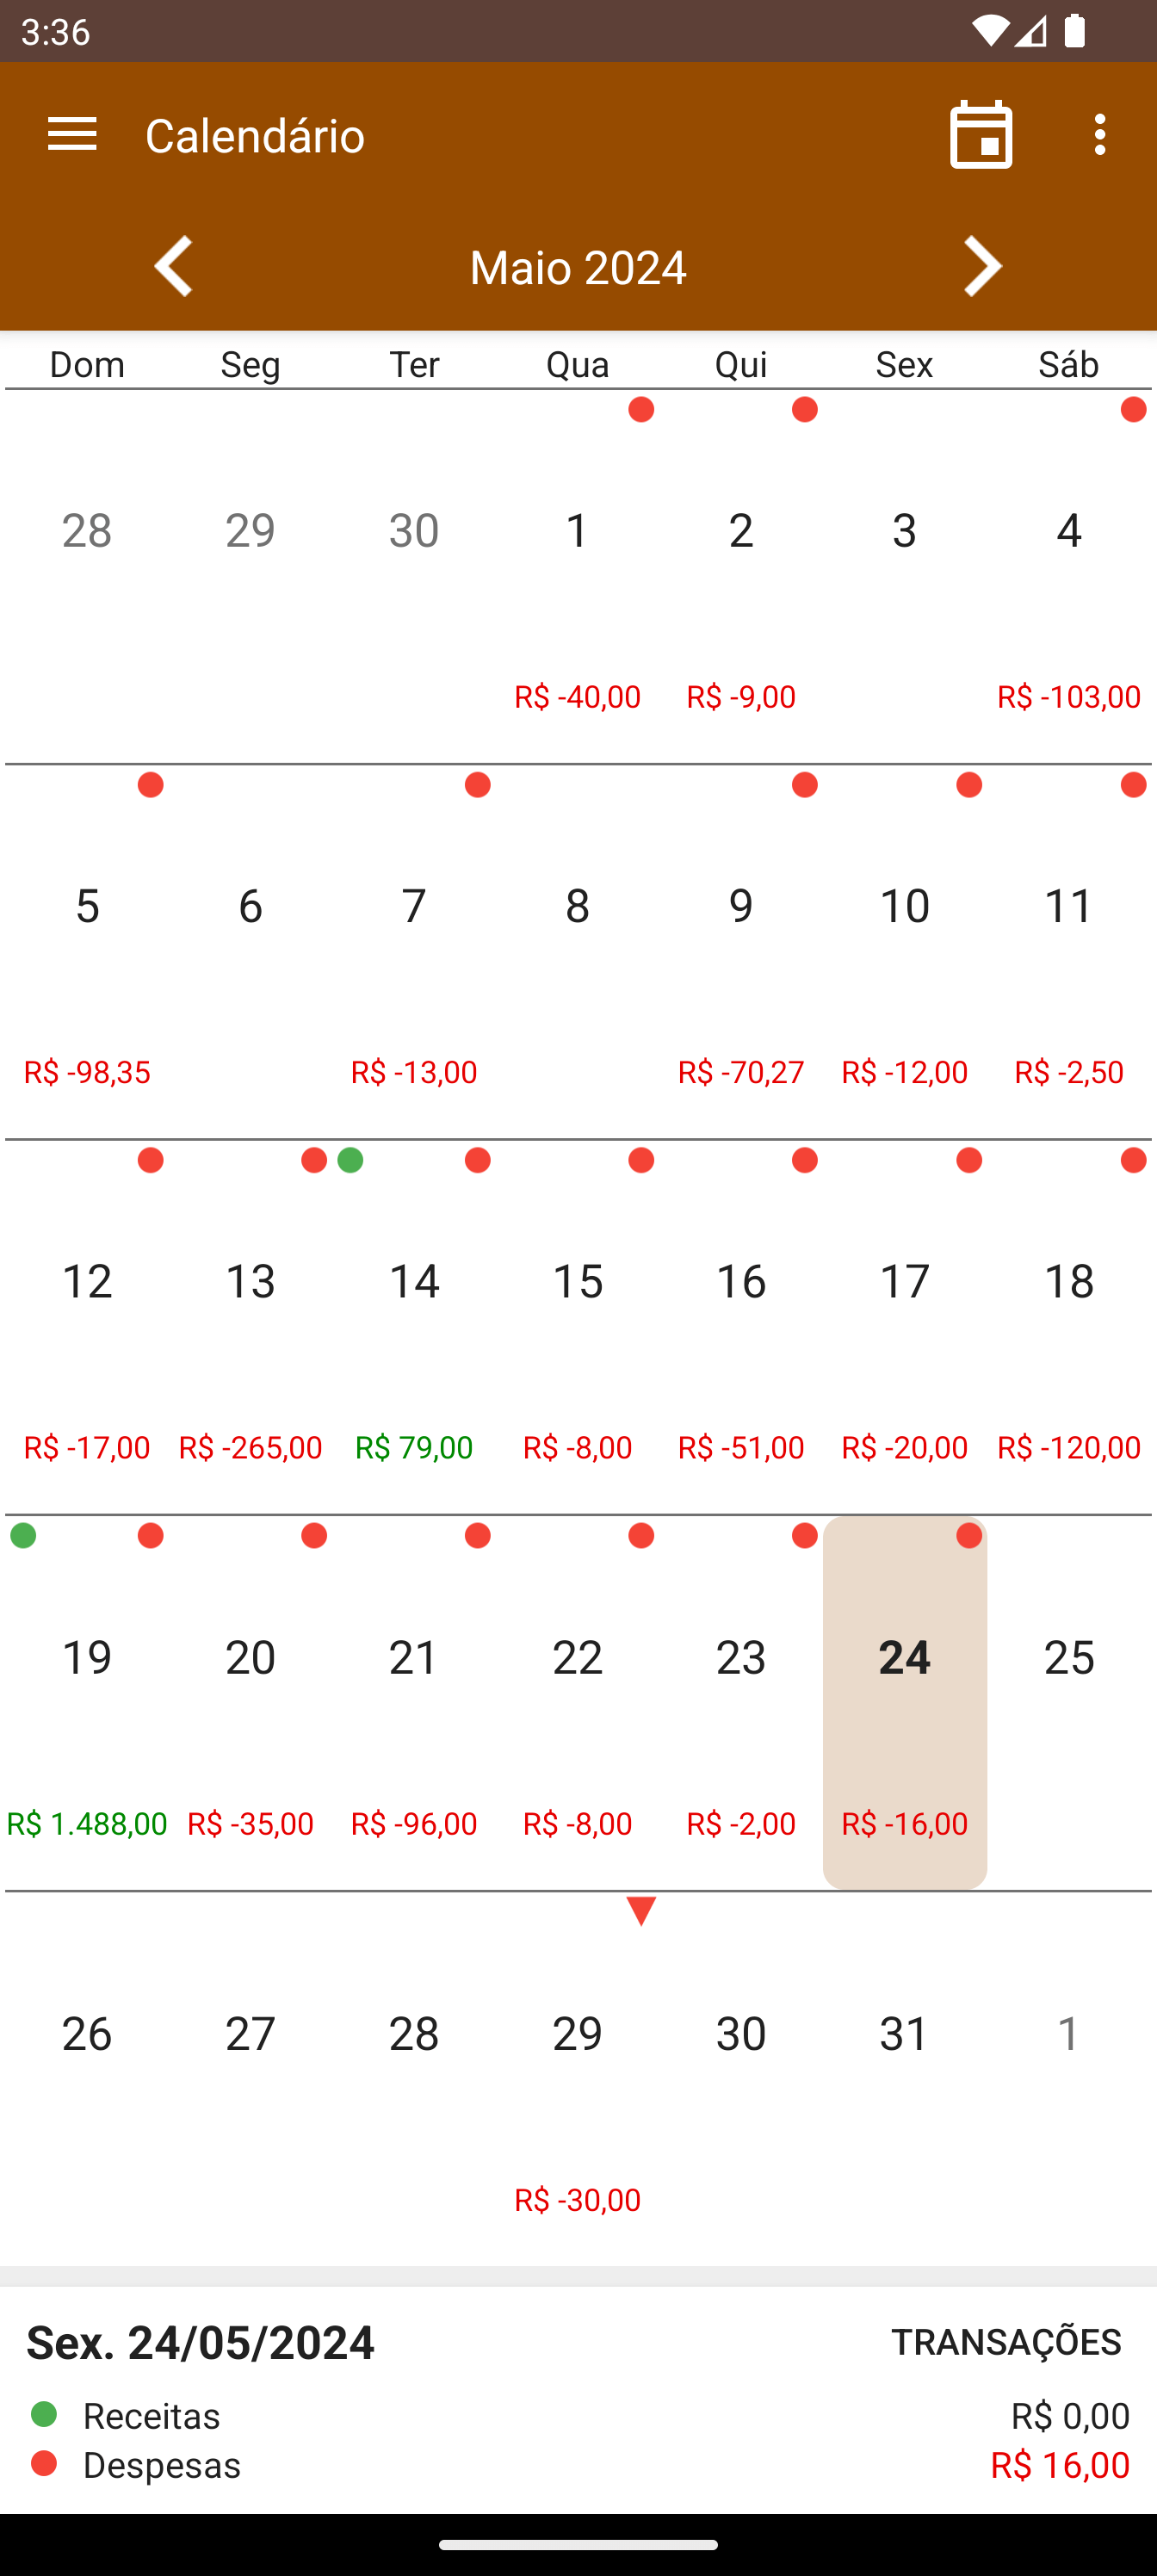 3:36
Calendário
Maio 2024
Dom Seg Ter Qua Qui Sex Sáb
28 29 30 1 2 3 4
R$ -40,00 R$ -9,00 R$ -103,00
5 6 7 8 9 10 11
R$ -98,35 R$ -13,00 R$ -70,27 R$ -12,00 R$ -2,50
12 13 14 15 16 17 18
R$ -17,00 R$ -265,00 R$ 79,00 R$ -8,00 R$ -51,00 R$ -20,00 R$ -120,00
19 20 21 22 23 24 25
R$ 1.488,00 R$ -35,00 R$ -96,00 R$ -8,00 R$ -2,00 R$ -16,00
26 27 28 29 30 31 1
R$ -30,00
Sex. 24/05/2024 TRANSAÇÕES
Receitas R$ 0,00
Despesas R$ 16,00